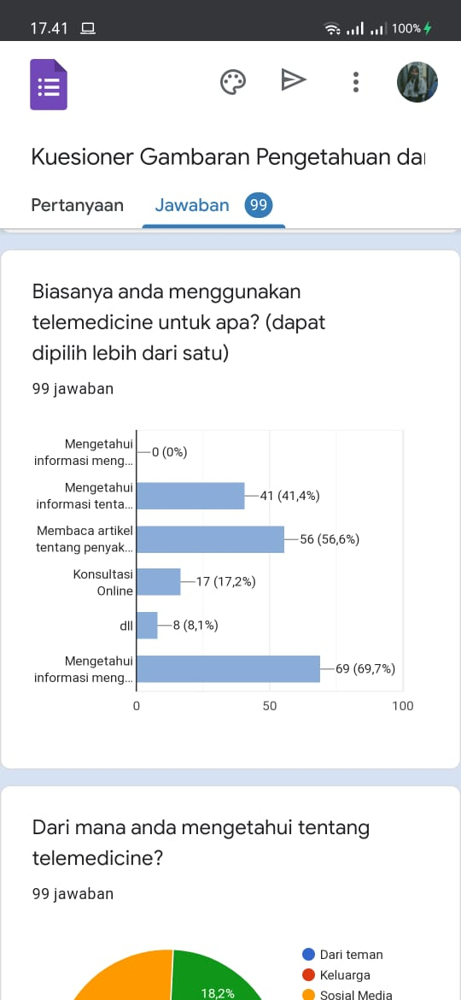 17.41
100%
Kuesioner Gambaran Pengetahuan dar
Pertanyaan Jawaban 99
Biasanya anda menggunakan
telemedicine untuk apa? (dapat
dipilih lebih dari satu)
99 jawaban
Mengetahui
informasi meng...
0 (0%)
Mengetahui
informasi tenta...
41 (41,4%)
Membaca artikel
tentang penyak...
56 (56,6%)
Konsultasi
Online
17 (17,2%)
dll
8 (8,1%)
Mengetahui
informasi meng...
69 (69,7%)
0 50 100
Dari mana anda mengetahui tentang
telemedicine?
99 jawaban
18,2%
Dari teman
Keluarga
Sosial Media